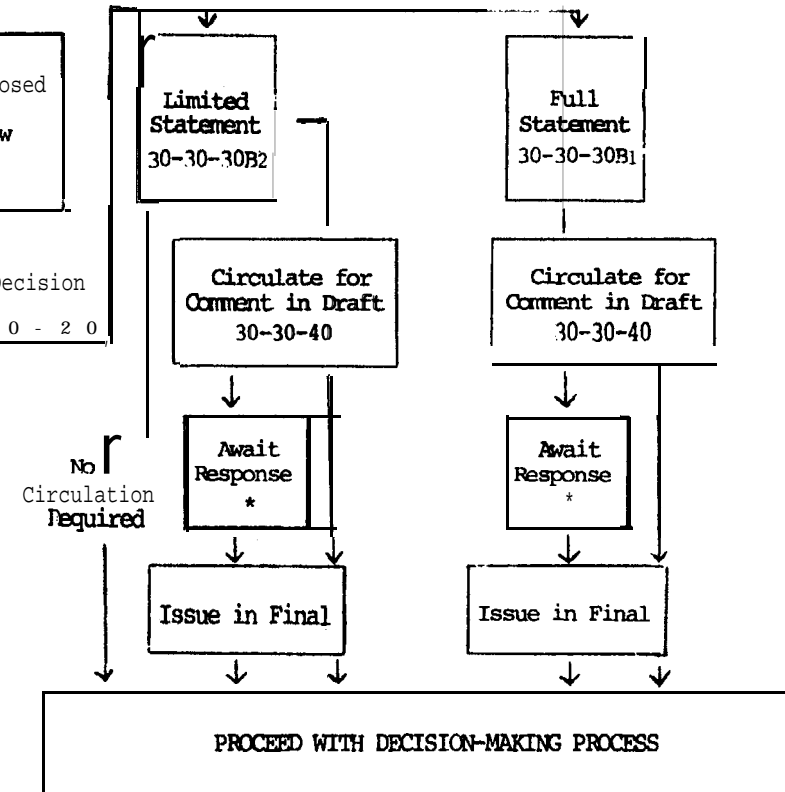 osed
w
ecision
0 - 2 0
Limited
Statement
30-30-30B2
Full
Statement
30-30-30B1
Circulate for
Comment in Draft
30-30-40
Circulate for
Comment in Draft
30-30-40
No
Circulation
Required
Await
Response
*
Await
Response
*
Issue in Final
Issue in Final
PROCEED WITH DECISION-MAKING PROCESS